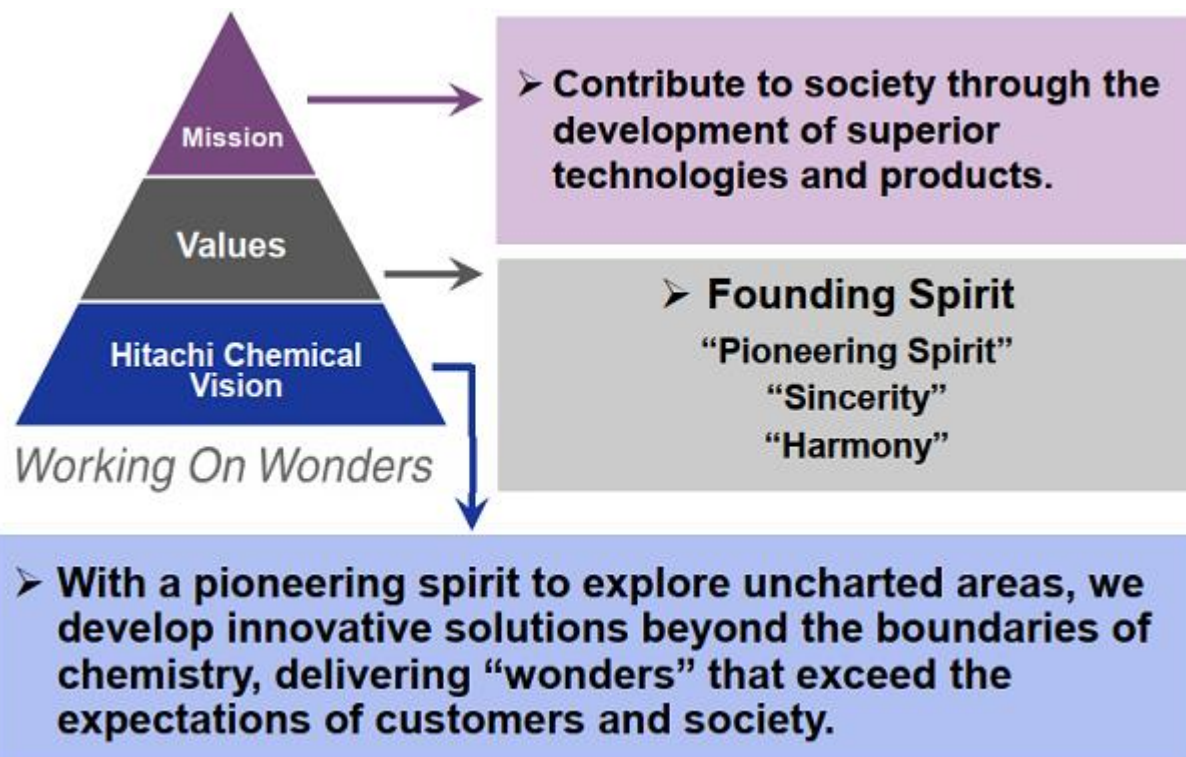 Mission
➢ Contribute to society through the
development of superior
technologies and products.
Values
➢ Founding Spirit
“Pioneering Spirit”
“Sincerity”
“Harmony”
Hitachi Chemical
Vision
Working On Wonders
➢ With a pioneering spirit to explore uncharted areas, we
develop innovative solutions beyond the boundaries of
chemistry, delivering “wonders” that exceed the
expectations of customers and society.